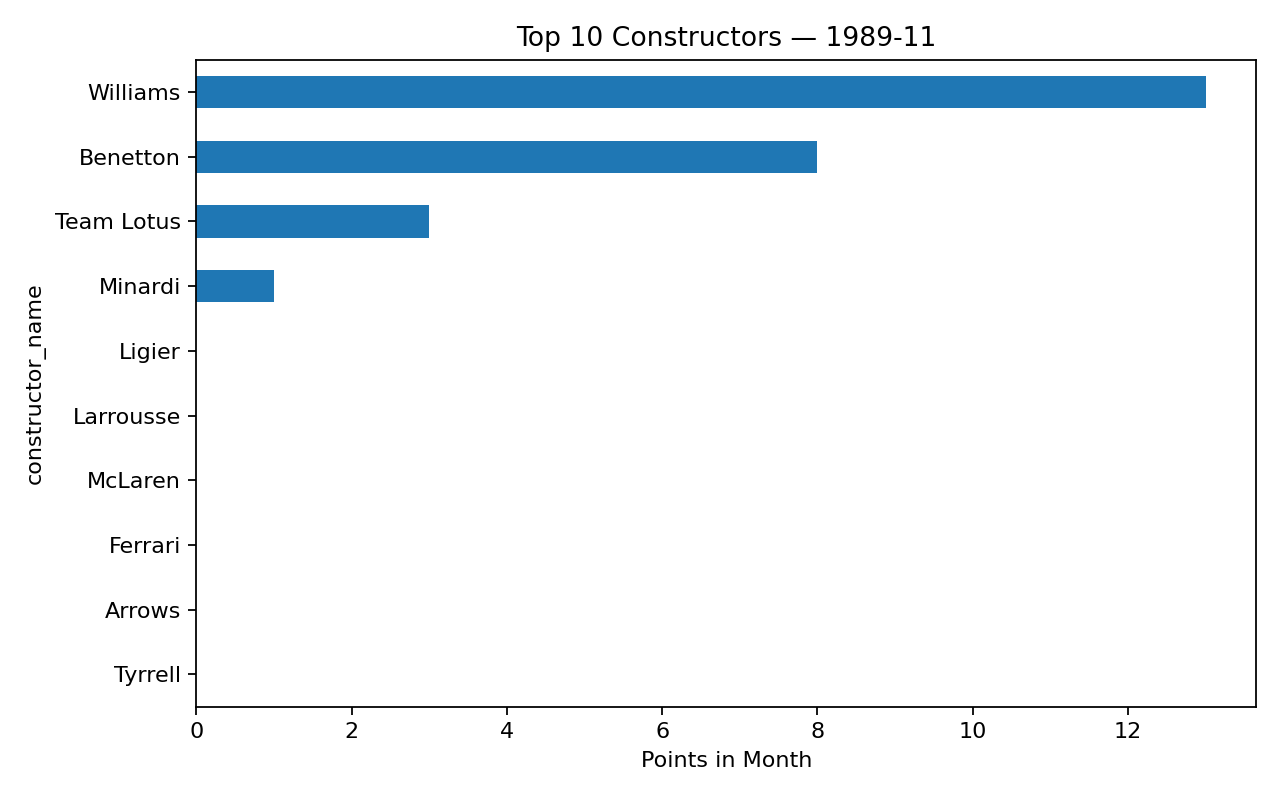 Top 10 Constructors — 1989-11
constructor_name
Williams
Benetton
Team Lotus
Minardi
Ligier
Larrousse
McLaren
Ferrari
Arrows
Tyrrell
0 2 4 6 8 10 12
Points in Month